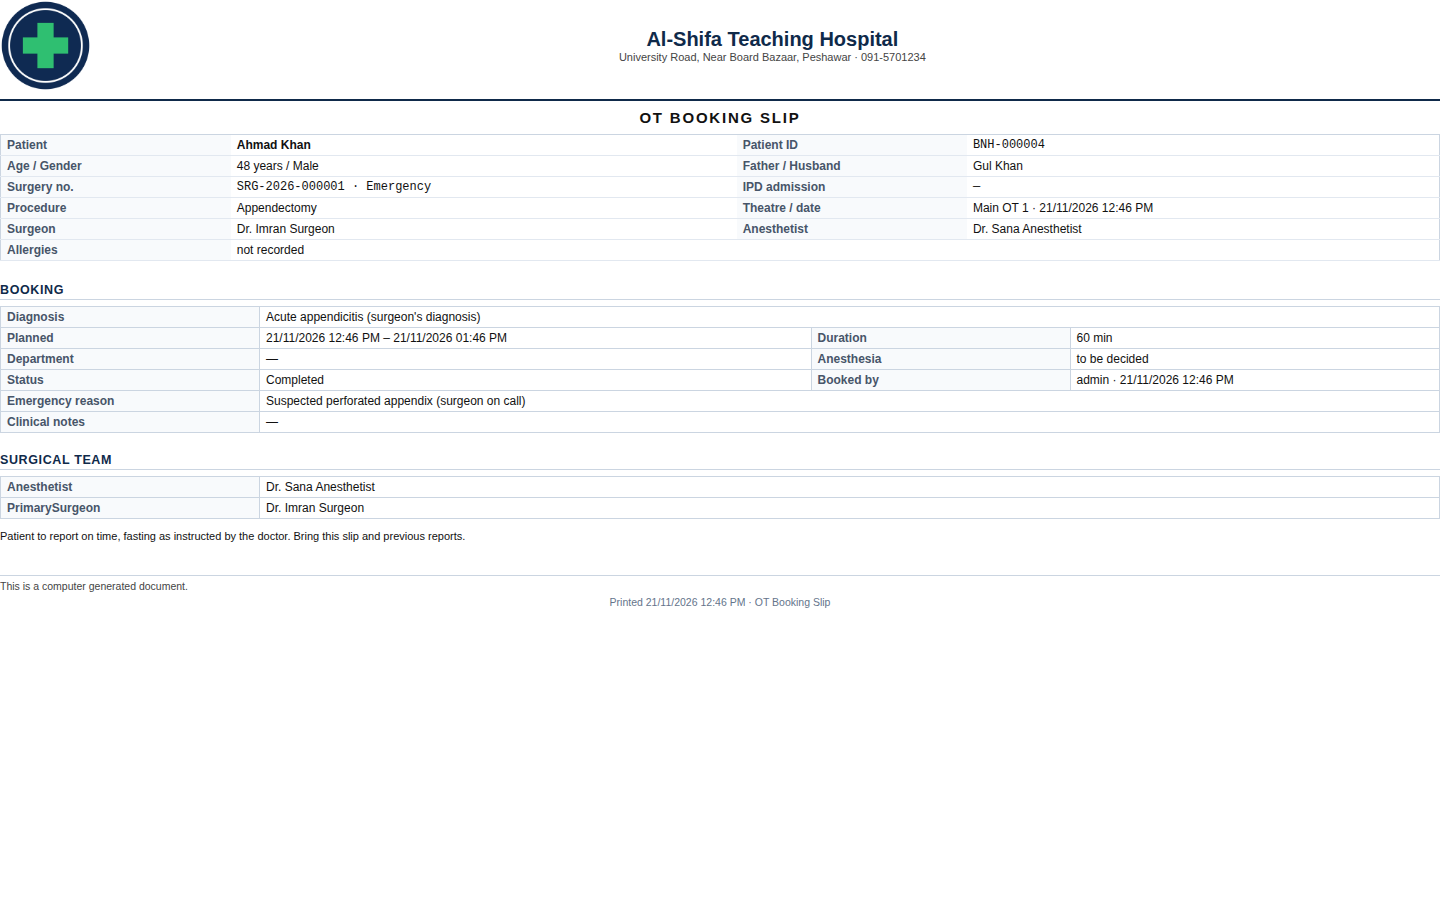 Al-Shifa Teaching Hospital
University Road, Near Board Bazaar, Peshawar · 091-5701234
OT BOOKING SLIP
Patient Ahmad Khan Patient ID BNH-000004
Age / Gender 48 years / Male Father / Husband Gul Khan
Surgery no. SRG-2026-000001 · Emergency IPD admission —
Procedure Appendectomy Theatre / date Main OT 1 · 21/11/2026 12:46 PM
Surgeon Dr. Imran Surgeon Anesthetist Dr. Sana Anesthetist
Allergies not recorded
BOOKING
Diagnosis Acute appendicitis (surgeon's diagnosis)
Planned 21/11/2026 12:46 PM – 21/11/2026 01:46 PM Duration 60 min
Department — Anesthesia to be decided
Status Completed Booked by admin · 21/11/2026 12:46 PM
Emergency reason Suspected perforated appendix (surgeon on call)
Clinical notes —
SURGICAL TEAM
Anesthetist Dr. Sana Anesthetist
PrimarySurgeon Dr. Imran Surgeon
Patient to report on time, fasting as instructed by the doctor. Bring this slip and previous reports.
This is a computer generated document.
Printed 21/11/2026 12:46 PM · OT Booking Slip